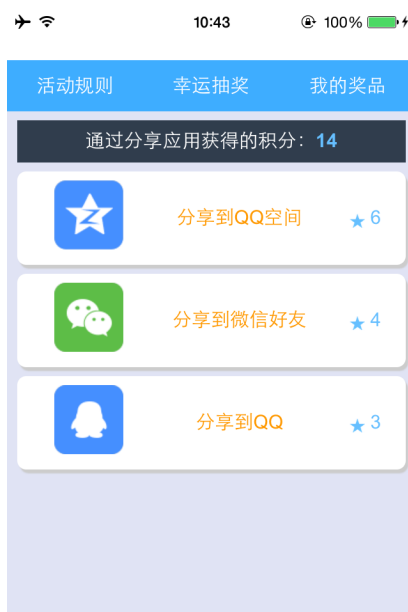 10:43 100%
活动规则 幸运抽奖 我的奖品
通过分享应用获得的积分：14
分享到QQ空间 ★ 6
分享到微信好友 ★ 4
分享到QQ ★ 3